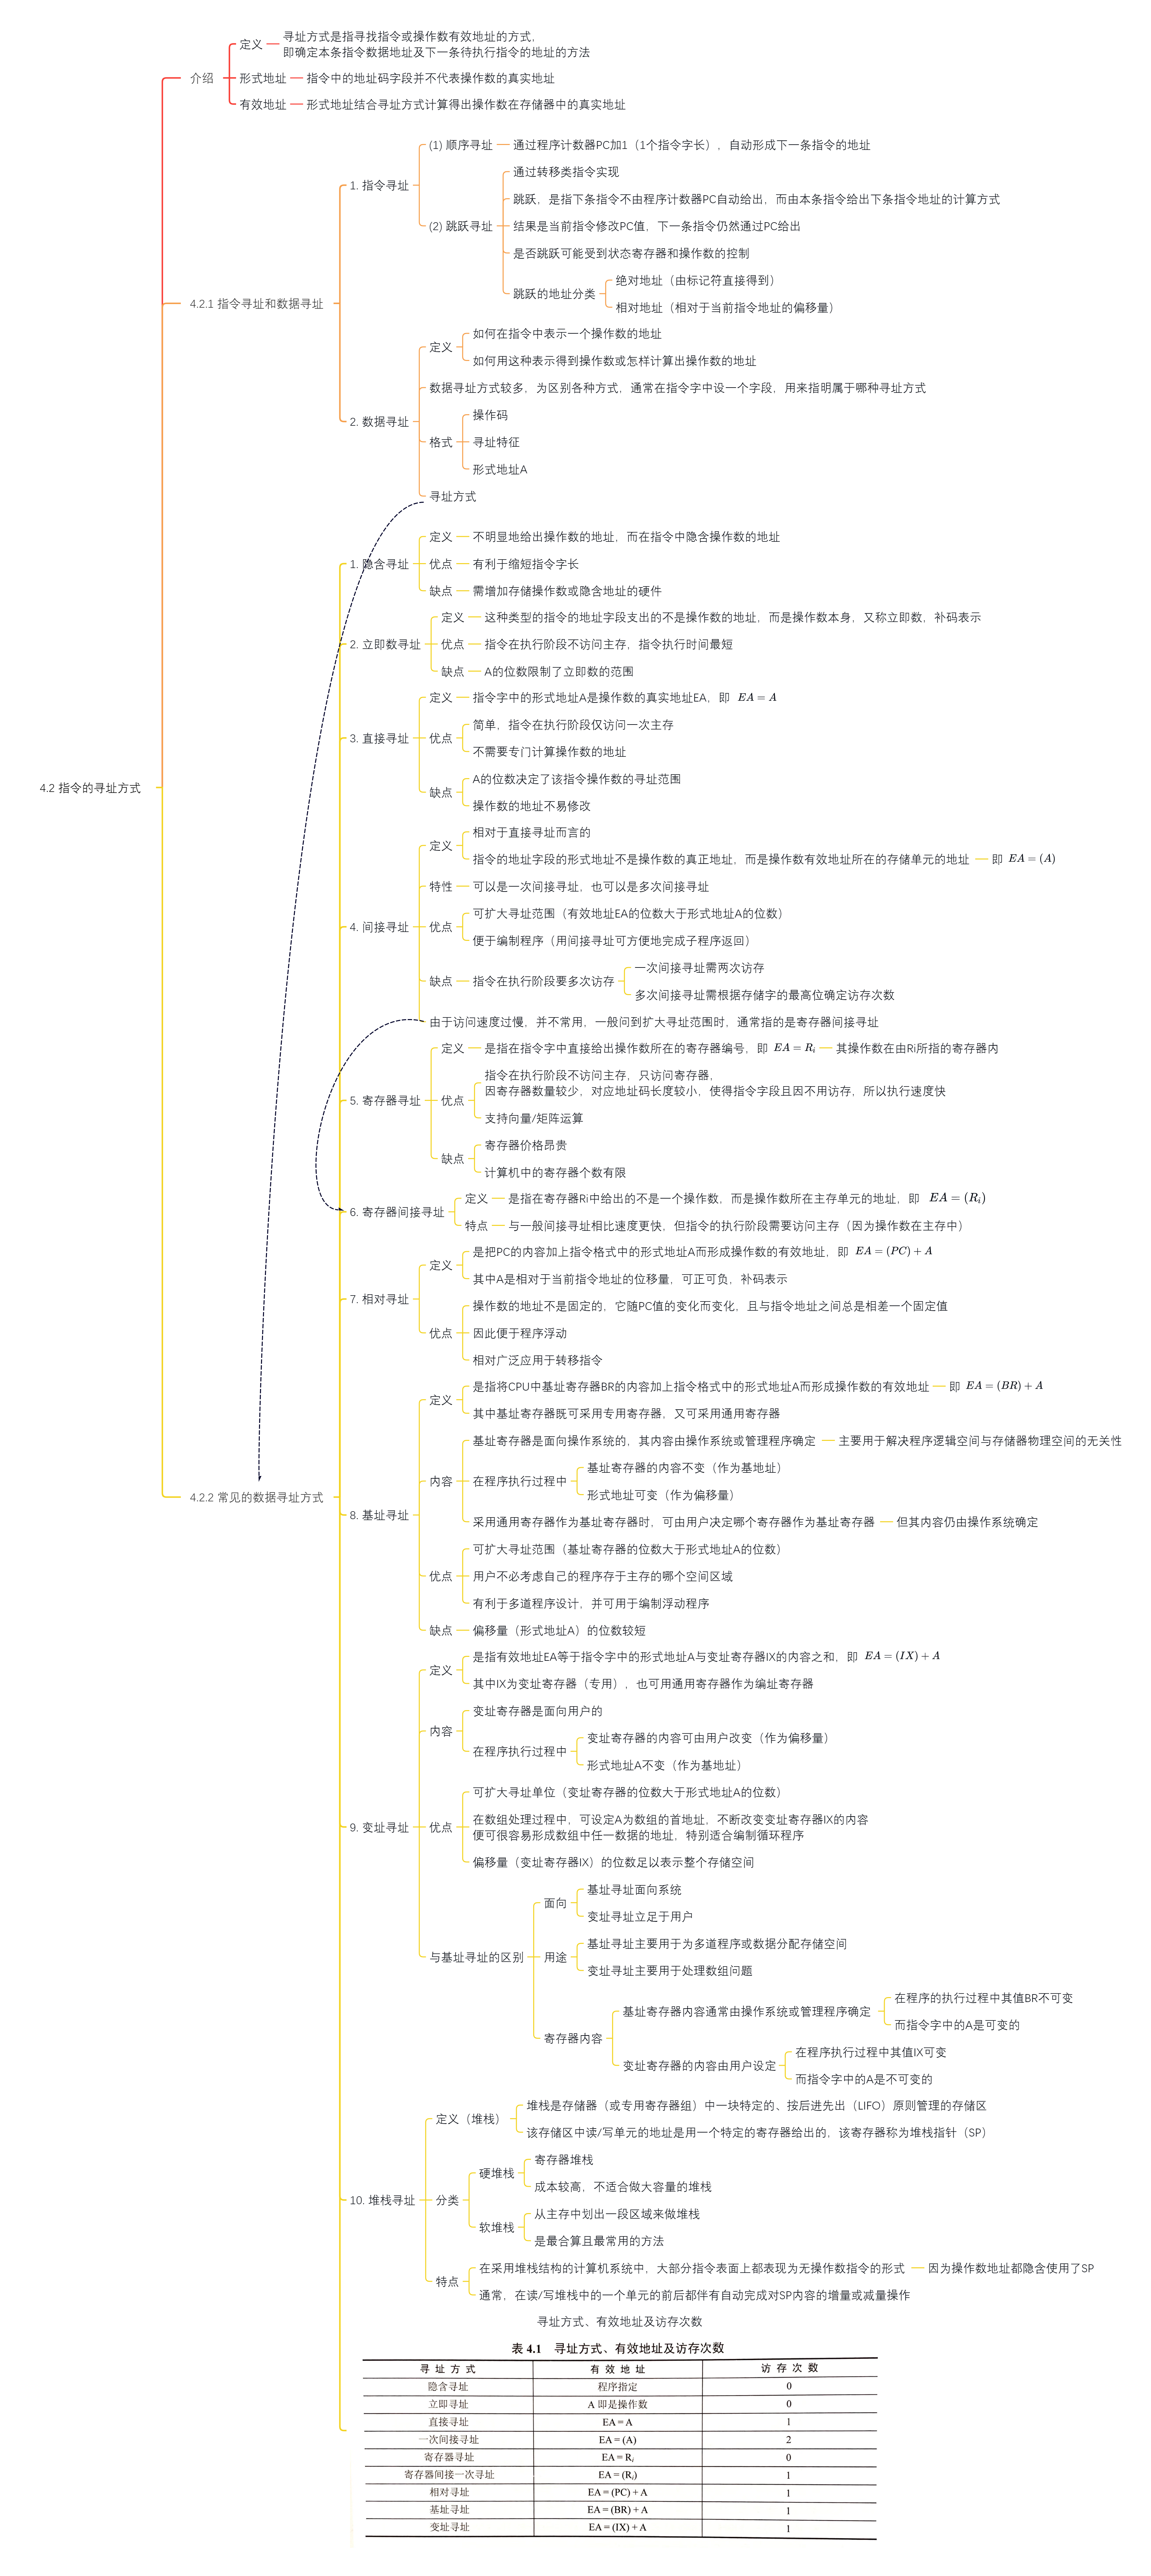 介绍
定义
寻址方式是指寻找指令或操作数有效地址的方式,
即确定本条指令数据地址及下一条待执行指令的地址的方法
形式地址
指令中的地址码字段并不代表操作数的真实地址
有效地址
形式地址结合寻址方式计算得出操作数在存储器中的真实地址
4.2.1 指令寻址和数据寻址
1. 指令寻址
(1) 顺序寻址
通过程序计数器PC加1（1个指令字长），自动形成下一条指令的地址
(2) 跳跃寻址
通过转移类指令实现
跳跃，是指下条指令不由程序计数器PC自动给出，而由本条指令给出下条指令地址的计算方式
结果是当前指令修改PC值，下一条指令仍然通过PC给出
是否跳跃可能受到状态寄存器和操作数的控制
跳跃的地址分类
绝对地址（由标记符直接得到）
相对地址（相对于当前指令地址的偏移量）
2. 数据寻址
定义
如何在指令中表示一个操作数的地址
如何用这种表示得到操作数或怎样计算出操作数的地址
数据寻址方式较多，为区别各种方式，通常在指令字中设一个字段，用来指明属于哪种寻址方式
格式
操作码
寻址特征
形式地址A
寻址方式
4.2 指令的寻址方式
4.2.2 常见的数据寻址方式
1. 隐含寻址
定义
不明显地给出操作数的地址，而在指令中隐含操作数的地址
优点
有利于缩短指令字长
缺点
需增加存储操作数或隐含地址的硬件
2. 立即数寻址
定义
这种类型的指令的地址字段支出的不是操作数的地址，而是操作数本身，又称立即数，补码表示
优点
指令在执行阶段不访问主存，指令执行时间最短
缺点
A的位数限制了立即数的范围
3. 直接寻址
定义
指令字中的形式地址A是操作数的真实地址EA，即 EA = A
优点
简单，指令在执行阶段仅访问一次主存
不需要专门计算操作数的地址
缺点
A的位数决定了该指令操作数的寻址范围
操作数的地址不易修改
4. 间接寻址
定义
相对于直接寻址而言的
指令的地址字段的形式地址不是操作数的真正地址，而是操作数有效地址所在的存储单元的地址
即 EA = (A)
特性
可以是一次间接寻址，也可以是多次间接寻址
优点
可扩大寻址范围（有效地址EA的位数大于形式地址A的位数）
便于编制程序（用间接寻址可方便地完成子程序返回）
缺点
指令在执行阶段要多次访存
一次间接寻址需两次访存
多次间接寻址需根据存储字的最高位确定访存次数
由于访问速度过慢，并不常用，一般问到扩大寻址范围时，通常指的是寄存器间接寻址
5. 寄存器寻址
定义
是指在指令字中直接给出操作数所在的寄存器编号，即 EA = Ri
其操作数在由Ri所指的寄存器内
优点
指令在执行阶段不访问主存，只访问寄存器，
因寄存器数量较少，对应地址码长度较小，使得指令字段且因不用访存，所以执行速度快
支持向量/矩阵运算
缺点
寄存器价格昂贵
计算机中的寄存器个数有限
6. 寄存器间接寻址
定义
是指在寄存器Ri中给出的不是一个操作数，而是操作数所在主存单元的地址，即 EA = (Ri)
特点
与一般间接寻址相比速度更快，但指令的执行阶段需要访问主存（因为操作数在主存中）
7. 相对寻址
定义
是把PC的内容加上指令格式中的形式地址A而形成操作数的有效地址，即 EA = (PC) + A
其中A是相对于当前指令地址的位移量，可正可负，补码表示
优点
操作数的地址不是固定的，它随PC值的变化而变化，且与指令地址之间总是相差一个固定值
因此便于程序浮动
相对广泛应用于转移指令
8. 基址寻址
定义
是指将CPU中基址寄存器BR的内容加上指令格式中的形式地址A而形成操作数的有效地址
即 EA = (BR) + A
其中基址寄存器既可采用专用寄存器，又可采用通用寄存器
内容
基址寄存器是面向操作系统的，其内容由操作系统或管理程序确定
主要用于解决程序逻辑空间与存储器物理空间的无关性
在程序执行过程中
基址寄存器的内容不变（作为基地址）
形式地址可变（作为偏移量）
采用通用寄存器作为基址寄存器时，可由用户决定哪个寄存器作为基址寄存器
但其内容仍由操作系统确定
优点
可扩大寻址范围（基址寄存器的位数大于形式地址A的位数）
用户不必考虑自己的程序存于主存的哪个空间区域
有利于多道程序设计，并可用于编制浮动程序
缺点
偏移量（形式地址A）的位数较短
9. 变址寻址
定义
是指有效地址EA等于指令字中的形式地址A与变址寄存器IX的内容之和，即 EA = (IX) + A
其中IX为变址寄存器（专用），也可用通用寄存器作为编址寄存器
内容
变址寄存器是面向用户的
在程序执行过程中
变址寄存器的内容可由用户改变（作为偏移量）
形式地址A不变（作为基地址）
优点
可扩大寻址单位（变址寄存器的位数大于形式地址A的位数）
在数组处理过程中，可设定A为数组的首地址，不断改变变址寄存器IX的内容
便可很容易形成数组中任一数据的地址，特别适合编制循环程序
偏移量（变址寄存器IX）的位数足以表示整个存储空间
与基址寻址的区别
面向
基址寻址面向系统
变址寻址立足于用户
用途
基址寻址主要用于为多道程序或数据分配存储空间
变址寻址主要用于处理数组问题
寄存器内容
基址寄存器内容通常由操作系统或管理程序确定
在程序的执行过程中其值BR不可变
而指令字中的A是可变的
变址寄存器的内容由用户设定
在程序执行过程中其值IX可变
而指令字中的A是不可变的
10. 堆栈寻址
定义（堆栈）
堆栈是存储器（或专用寄存器组）中一块特定的、按后进先出（LIFO）原则管理的存储区
该存储区中读/写单元的地址是用一个特定的寄存器给出的，该寄存器称为堆栈指针（SP）
分类
硬堆栈
寄存器堆栈
成本较高，不适合做大容量的堆栈
软堆栈
从主存中划出一段区域来做堆栈
是最合算且最常用的方法
特点
在采用堆栈结构的计算机系统中，大部分指令表面上都表现为无操作数指令的形式
因为操作数地址都隐含使用了SP
通常，在读/写堆栈中的一个单元的前后都伴有自动完成对SP内容的增量或减量操作
寻址方式、有效地址及访存次数
表 4.1 寻址方式、有效地址及访存次数
寻址方式 有效地址 访存次数
隐含寻址 程序指定 0
立即寻址 A 即是操作数 0
直接寻址 EA = A 1
一次间接寻址 EA = (A) 2
寄存器寻址 EA = Ri 0
寄存器间接一次寻址 EA = (Ri) 1
相对寻址 EA = (PC) + A 1
基址寻址 EA = (BR) + A 1
变址寻址 EA = (IX) + A 1